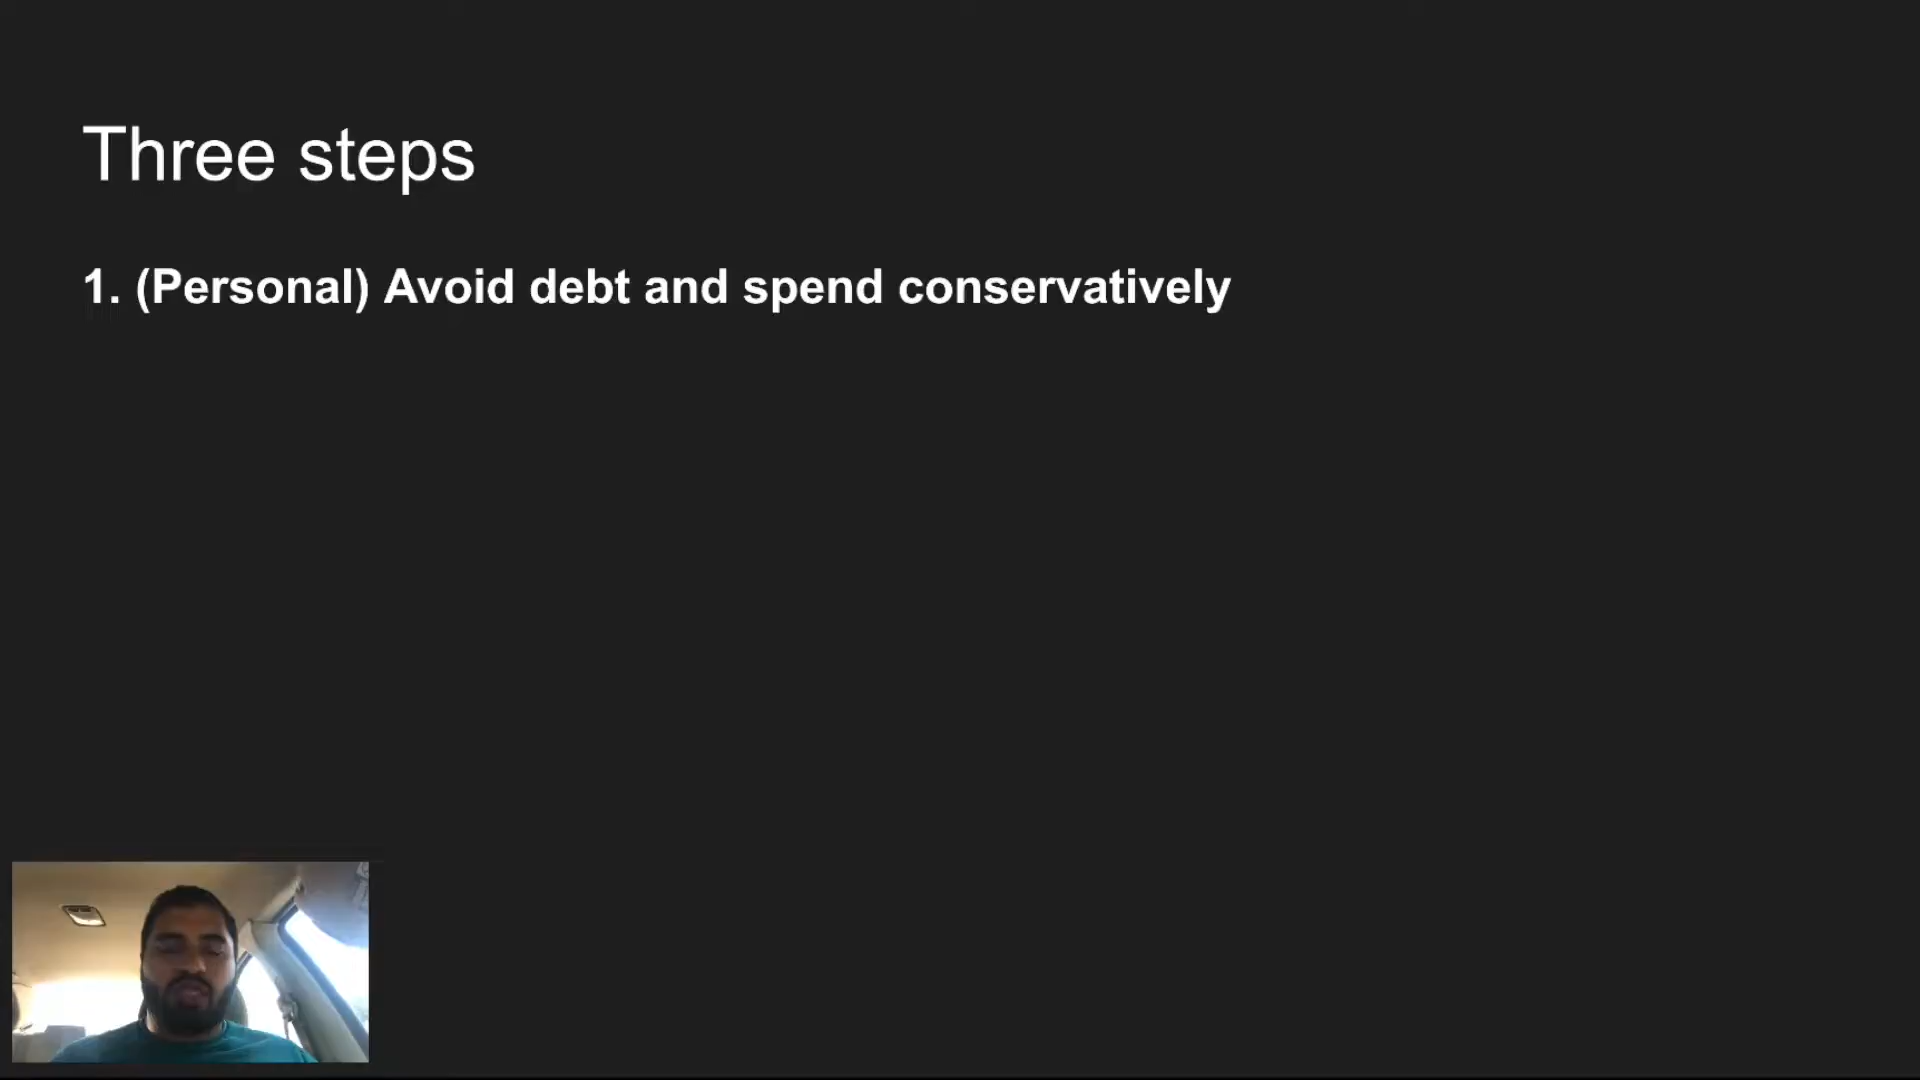 Three steps
1. (Personal) Avoid debt and spend conservatively